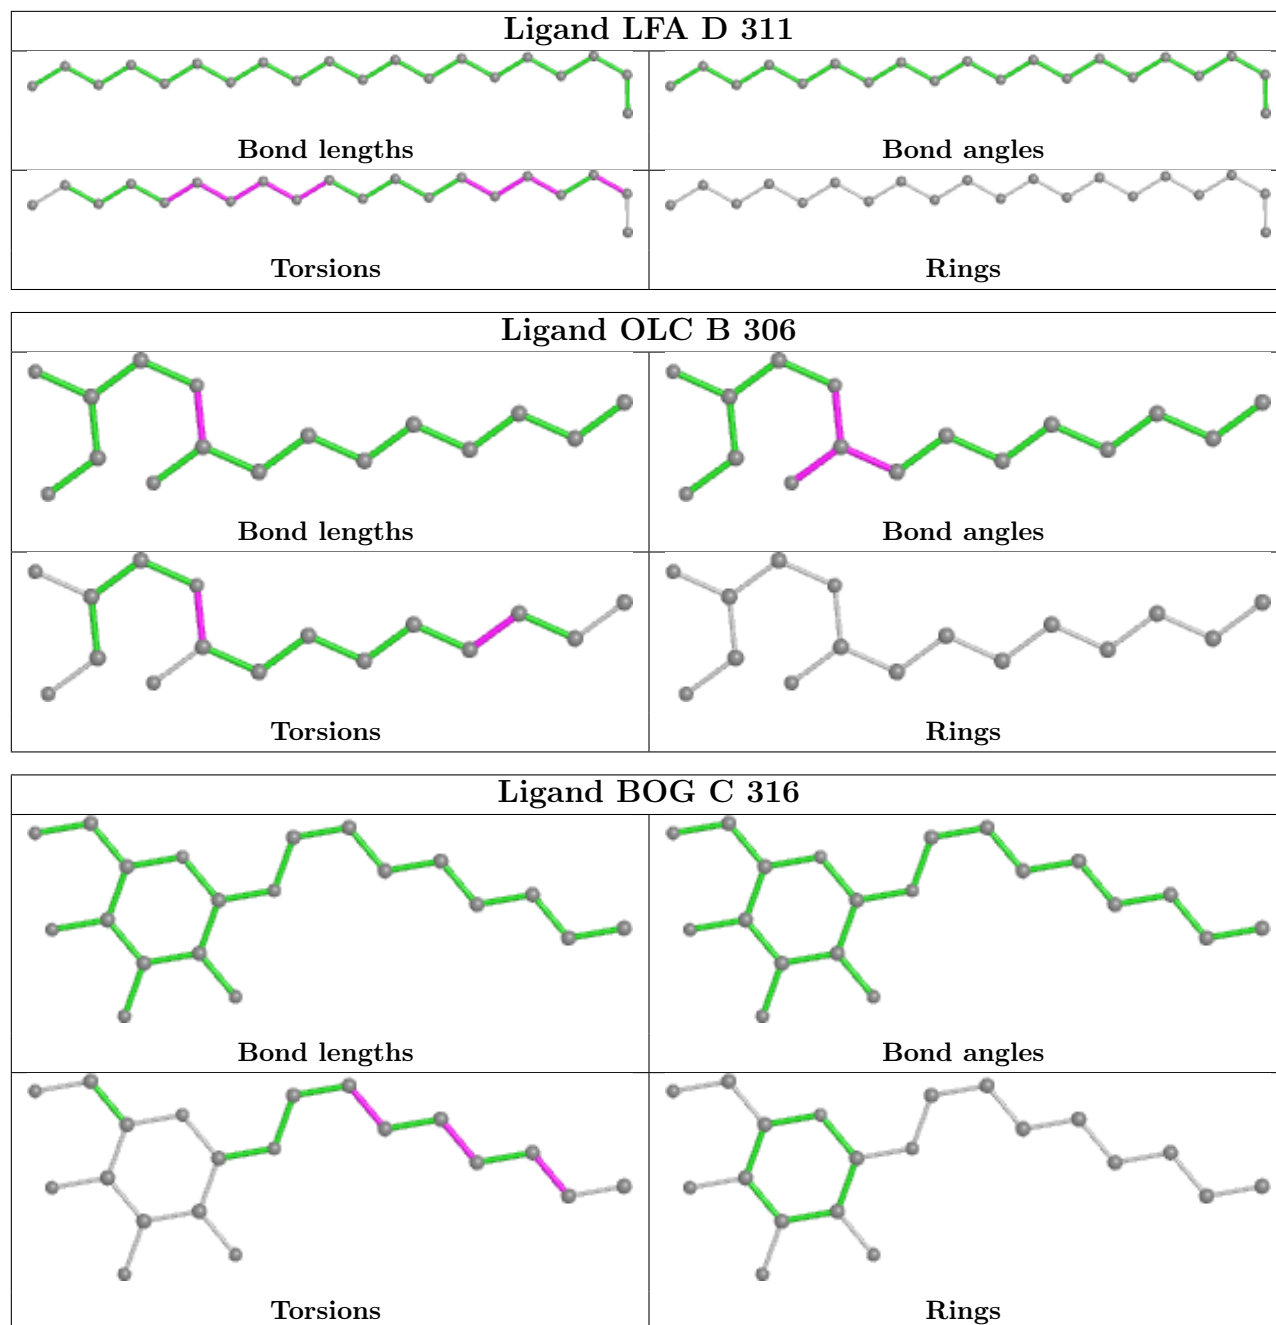 Ligand LFA D 311
Bond lengths
Bond angles
Torsions
Rings
Ligand OLC B 306
Bond lengths
Bond angles
Torsions
Rings
Ligand BOG C 316
Bond lengths
Bond angles
Torsions
Rings